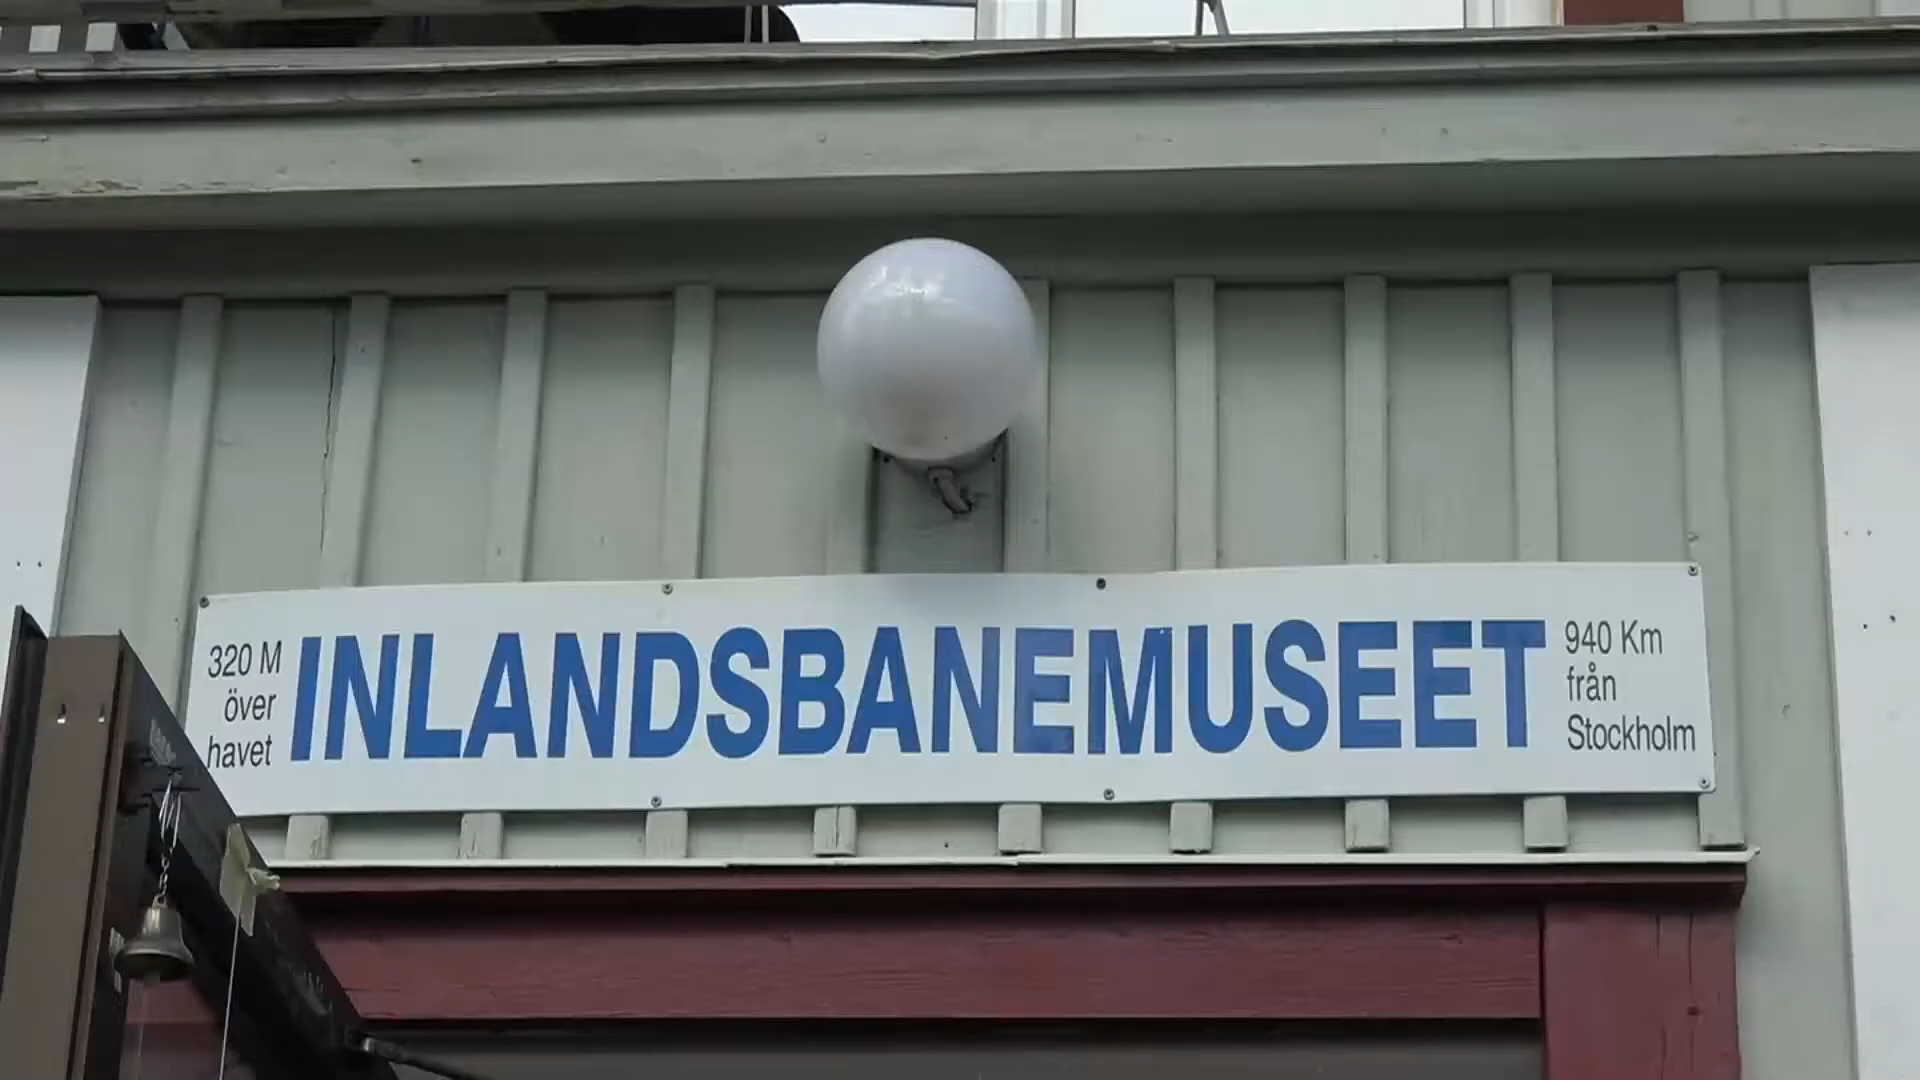 320 M
över
havet
INLANDSBANEMUSEET
940 Km
från
Stockholm